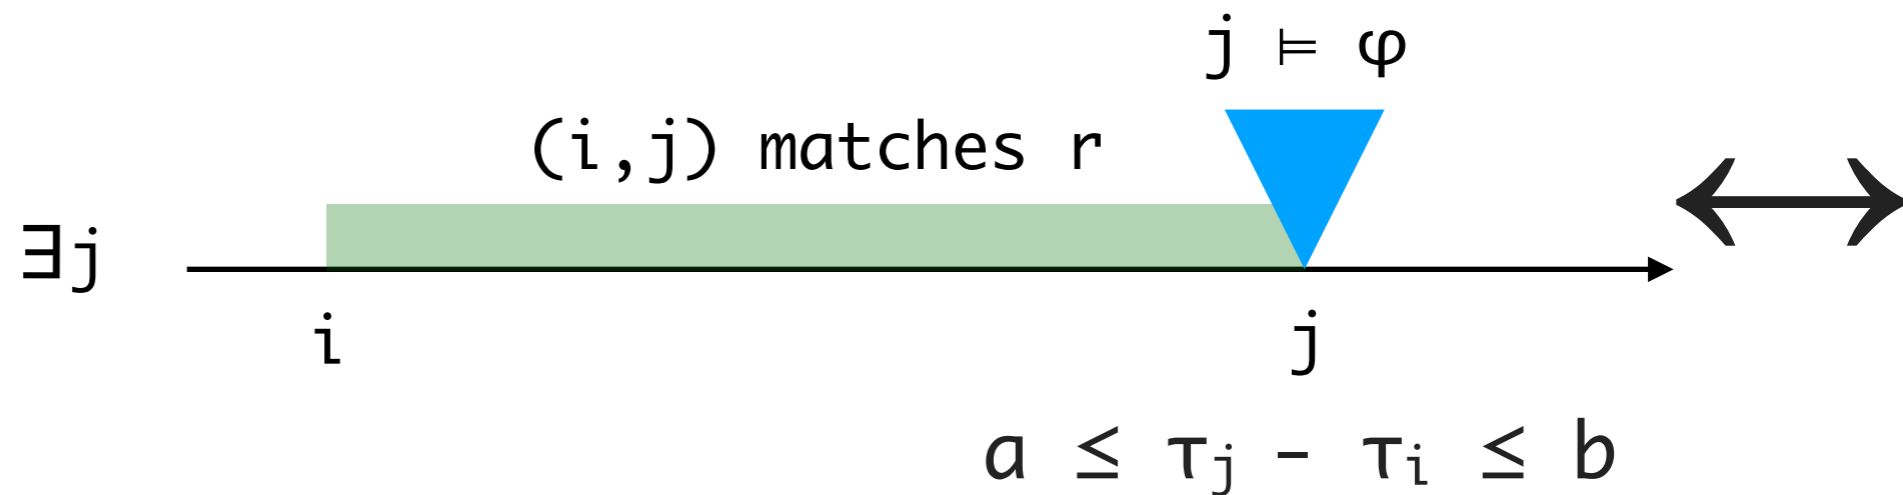 j ⊨ φ
(i,j) matches r
∃j
i
j
a ≤ τj - τi ≤ b